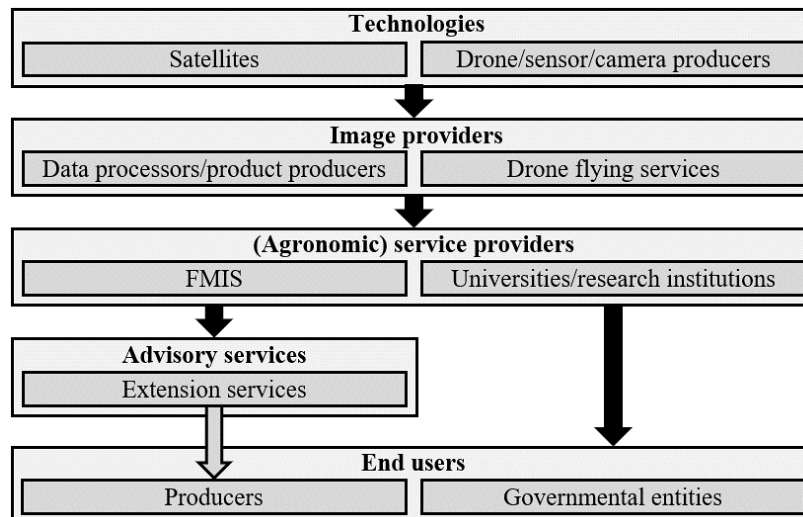 Technologies
Satellites
Drone/sensor/camera producers
Image providers
Data processors/product producers
Drone flying services
(Agronomic) service providers
FMIS
Universities/research institutions
Advisory services
Extension services
End users
Producers
Governmental entities